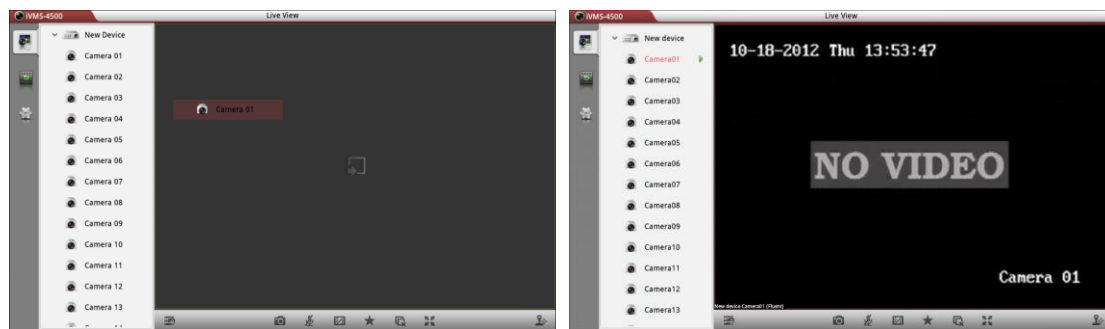 iVMS-4500
Live View
New Device
Camera 01
Camera 02
Camera 03
Camera 04
Camera 05
Camera 06
Camera 07
Camera 08
Camera 09
Camera 10
Camera 11
Camera 12
Camera 13
Camera 01
iVMS-4500
Live View
New device
Camera01
Camera02
Camera03
Camera04
Camera05
Camera06
Camera07
Camera08
Camera09
Camera10
Camera11
Camera12
Camera13
10-18-2012 Thu 13:53:47
NO VIDEO
Camera 01
New device Camera01 (Fluent)